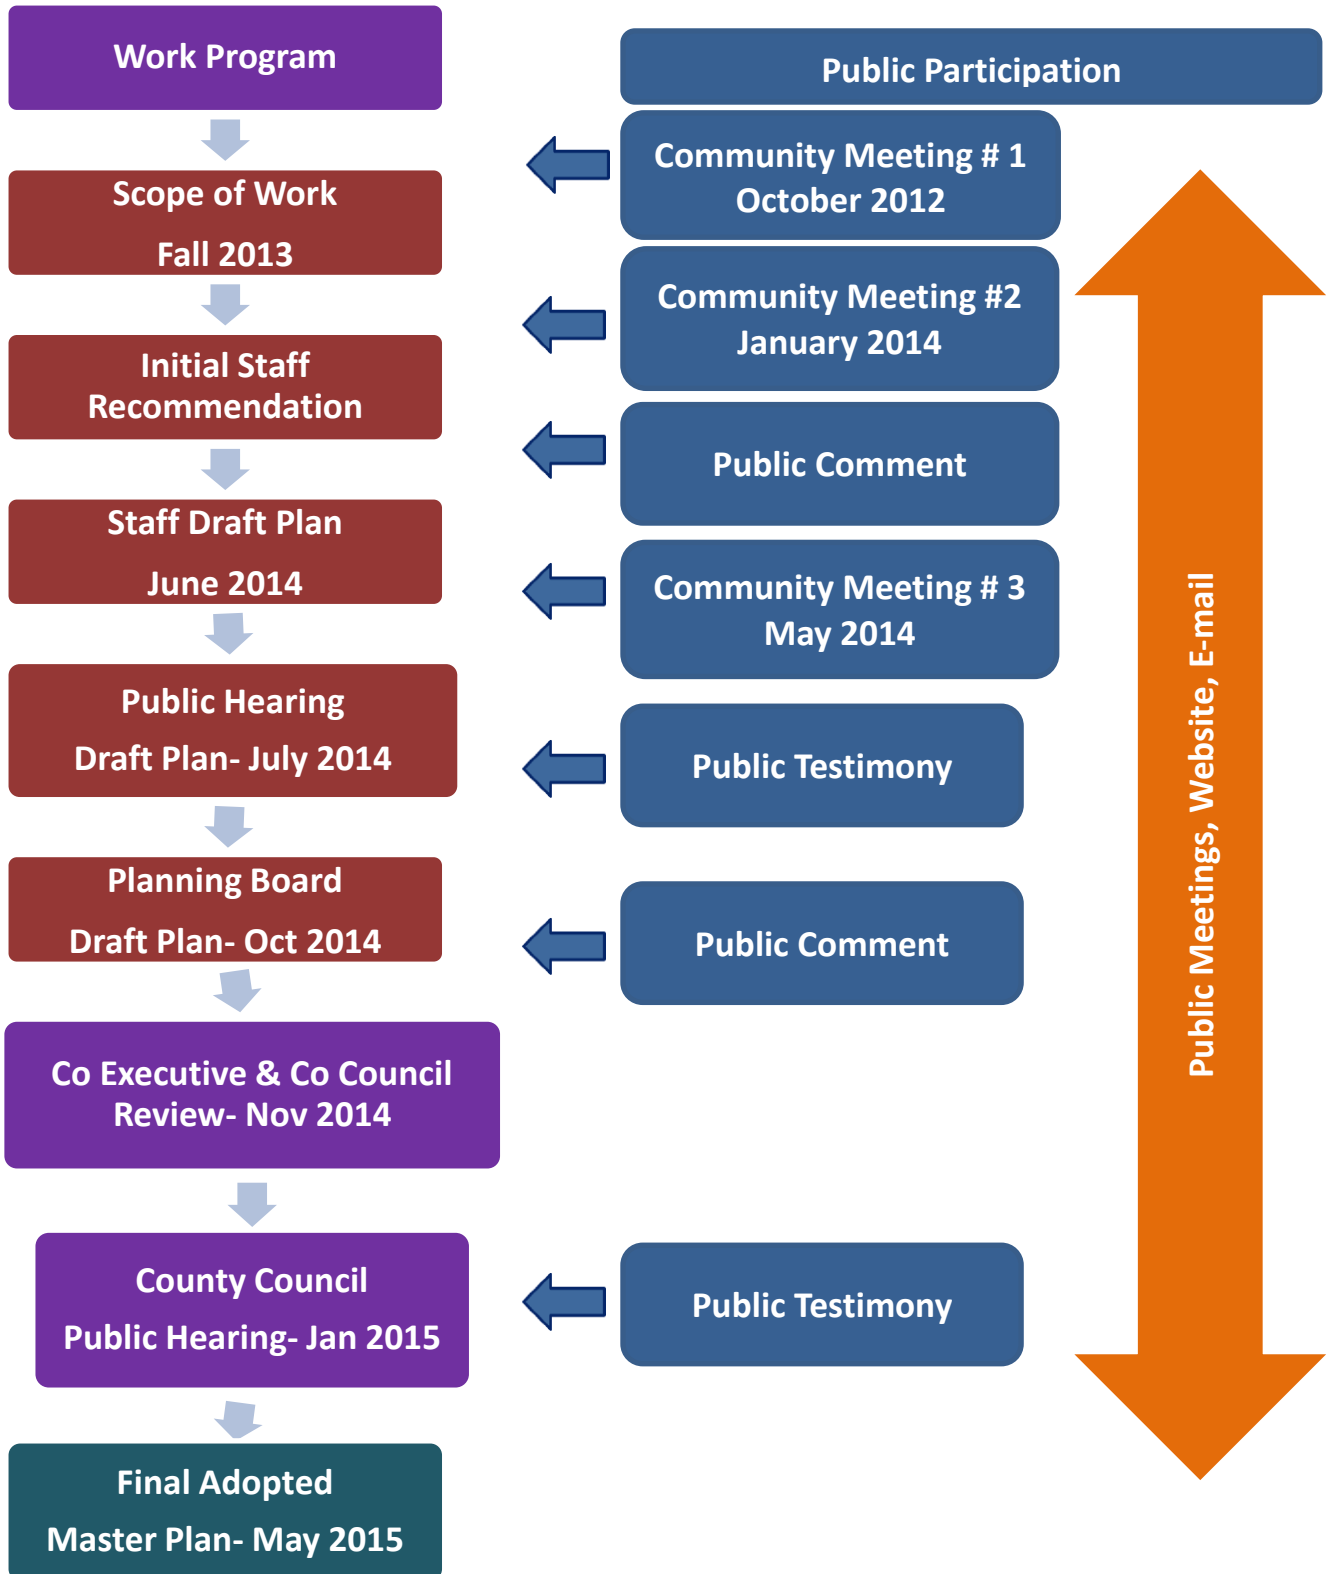 Work Program
Public Participation
Scope of Work
Fall 2013
Community Meeting # 1
October 2012
Initial Staff
Recommendation
Community Meeting #2
January 2014
Public Comment
Staff Draft Plan
June 2014
Community Meeting # 3
May 2014
Public Hearing
Draft Plan- July 2014
Public Testimony
Planning Board
Draft Plan- Oct 2014
Public Comment
Co Executive & Co Council
Review- Nov 2014
County Council
Public Hearing- Jan 2015
Public Testimony
Final Adopted
Master Plan- May 2015
Public Meetings, Website, E-mail